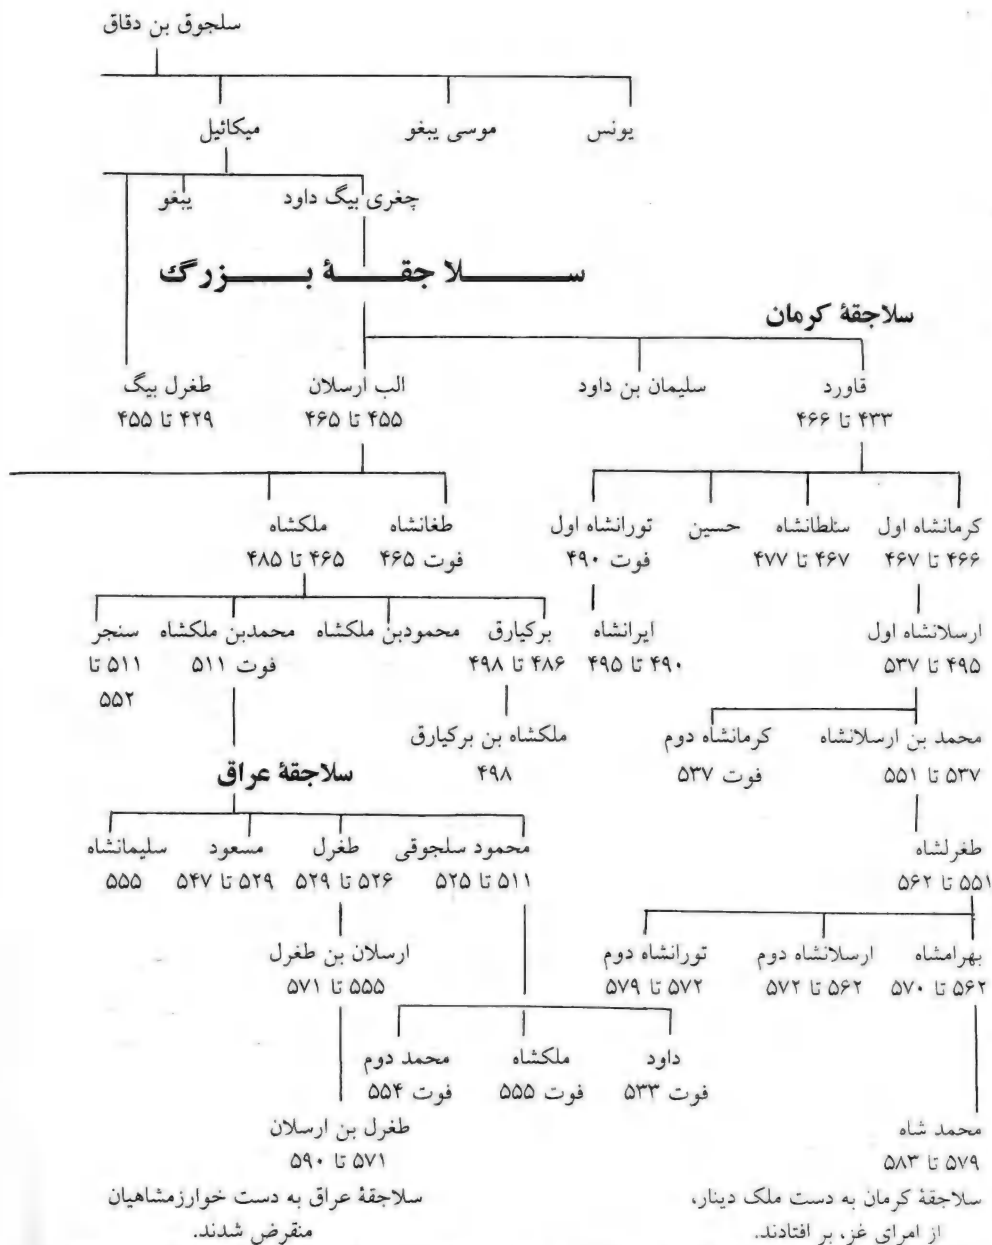 سلجوق بن دقاق
یونس موسی یبغو میکائیل
چغری بیگ داود یبغو
سلاجقهٔ بزرگ
سلاجقهٔ کرمان
قاورد سلیمان بن داود الب ارسلان طغرل بیگ
۴۳۳ تا ۴۶۶ ۴۵۵ تا ۴۶۵ ۴۲۹ تا ۴۵۵
کرمانشاه اول سلطانشاه حسین تورانشاه اول طغانشاه ملکشاه
۴۶۶ تا ۴۶۷ ۴۶۷ تا ۴۷۷ فوت ۴۹۰ فوت ۴۶۵ ۴۶۵ تا ۴۸۵
ارسلانشاه اول ایرانشاه برکیارق محمودبن ملکشاه محمدبن ملکشاه سنجر
۴۹۵ تا ۵۳۷ ۴۹۰ تا ۴۹۵ ۴۸۶ تا ۴۹۸ فوت ۵۱۱ ۵۱۱ تا
۵۵۲
محمد بن ارسلانشاه کرمانشاه دوم ملکشاه بن برکیارق
۵۳۷ تا ۵۵۱ فوت ۵۳۷ ۴۹۸
سلاجقهٔ عراق
طغرلشاه محمود سلجوقی طغرل مسعود سلیمانشاه
۵۵۱ تا ۵۶۲ ۵۱۱ تا ۵۲۵ ۵۲۶ تا ۵۲۹ ۵۲۹ تا ۵۴۷ ۵۵۵
بهرامشاه ارسلانشاه دوم تورانشاه دوم ارسلان بن طغرل
۵۶۲ تا ۵۷۰ ۵۶۲ تا ۵۷۲ ۵۷۲ تا ۵۷۹ ۵۵۵ تا ۵۷۱
داود ملکشاه محمد دوم
فوت ۵۳۳ فوت ۵۵۵ فوت ۵۵۴
محمد شاه طغرل بن ارسلان
۵۷۹ تا ۵۸۳ ۵۷۱ تا ۵۹۰
سلاجقهٔ کرمان به دست ملک دینار، سلاجقهٔ عراق به دست خوارزمشاهیان
از امرای غز، بر افتادند. منقرض شدند.